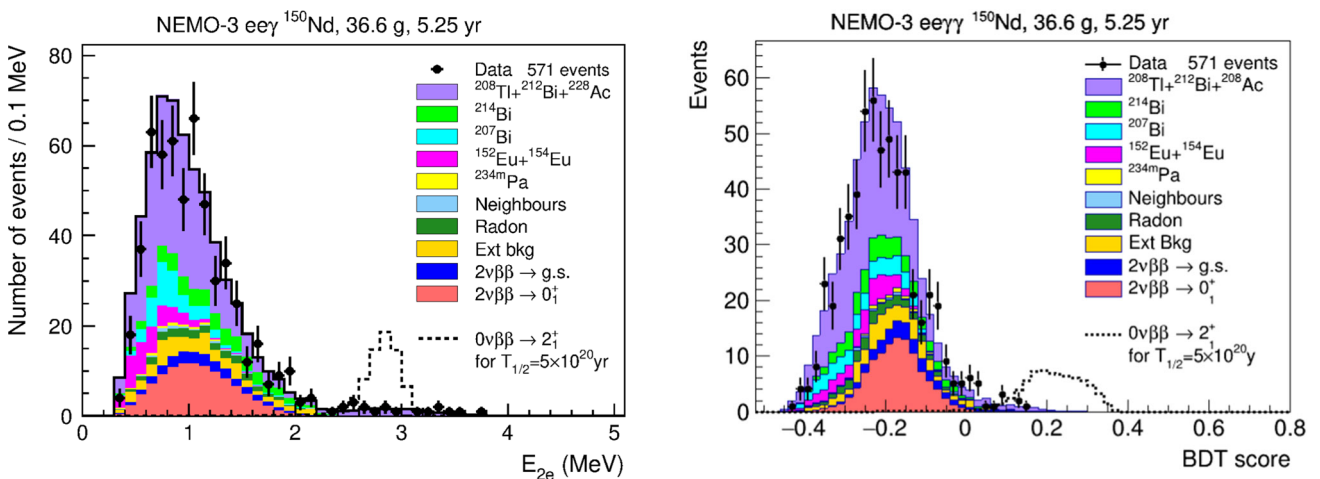 NEMO-3 eeγ ¹⁵⁰Nd, 36.6 g, 5.25 yr
Number of events / 0.1 MeV
80
60
40
20
0
0 1 2 3 4 5
E₂ₑ (MeV)
Data 571 events
²⁰⁸Tl+²¹²Bi+²²⁸Ac
²¹⁴Bi
²⁰⁷Bi
¹⁵²Eu+¹⁵⁴Eu
²³⁴ᵐPa
Neighbours
Radon
Ext bkg
2νββ → g.s.
2νββ → 0⁺₁
0νββ → 2⁺₁
for T₁/₂=5×10²⁰yr
NEMO-3 eeγγ ¹⁵⁰Nd, 36.6 g, 5.25 yr
Events
60
50
40
30
20
10
0
−0.4 −0.2 0 0.2 0.4 0.6 0.8
BDT score
Data 571 events
²⁰⁸Tl+²¹²Bi+²⁰⁸Ac
²¹⁴Bi
²⁰⁷Bi
¹⁵²Eu+¹⁵⁴Eu
²³⁴ᵐPa
Neighbours
Radon
Ext Bkg
2νββ → g.s.
2νββ → 0⁺₁
0νββ → 2⁺₁
for T₁/₂=5×10²⁰y